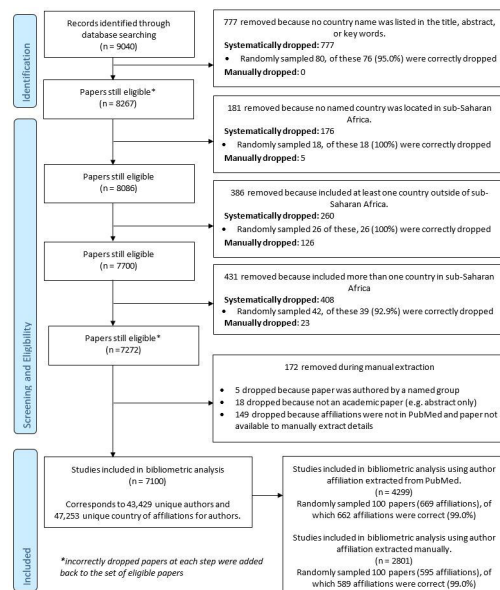 Identification
Records identified through
database searching
(n = 9040)
777 removed because no country name was listed in the title, abstract,
or key words.
Systematically dropped: 777
• Randomly sampled 80, of these 76 (95.0%) were correctly dropped
Manually dropped: 0
Papers still eligible*
(n = 8267)
Screening and Eligibility
181 removed because no named country was located in sub-Saharan
Africa.
Systematically dropped: 176
• Randomly sampled 18, of these 18 (100%) were correctly dropped
Manually dropped: 5
Papers still eligible
(n = 8086)
386 removed because included at least one country outside of sub-
Saharan Africa.
Systematically dropped: 260
• Randomly sampled 26 of these, 26 (100%) were correctly dropped
Manually dropped: 126
Papers still eligible
(n = 7700)
431 removed because included more than one country in sub-Saharan
Africa
Systematically dropped: 408
• Randomly sampled 42, of these 39 (92.9%) were correctly dropped
Manually dropped: 23
Papers still eligible*
(n= 7272)
172 removed during manual extraction
• 5 dropped because paper was authored by a named group
• 18 dropped because not an academic paper (e.g. abstract only)
• 149 dropped because affiliations were not in PubMed and paper not
available to manually extract details
Included
Studies included in bibliometric analysis
(n = 7100)
Corresponds to 43,429 unique authors and
47,253 unique country of affiliations for authors.
Studies included in bibliometric analysis using author
affiliation extracted from PubMed.
(n = 4299)
Randomly sampled 100 papers (669 affiliations), of
which 662 affiliations were correct (99.0%)
Studies included in bibliometric analysis using author
affiliation extracted manually.
(n = 2801)
Randomly sampled 100 papers (595 affiliations), of
which 589 affiliations were correct (99.0%)
*incorrectly dropped papers at each step were added
back to the set of eligible papers